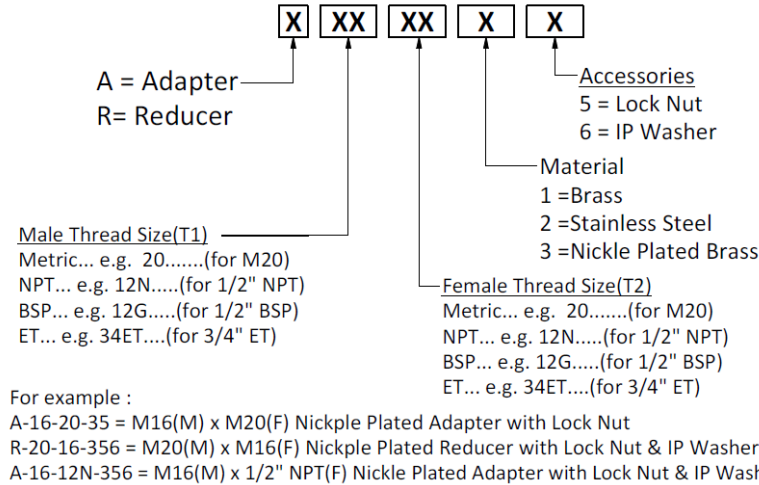 X XX XX X X
A = Adapter
R= Reducer
Accessories
5 = Lock Nut
6 = IP Washer
Material
1 =Brass
2 =Stainless Steel
3 =Nickle Plated Brass
Male Thread Size(T1)
Metric... e.g. 20.......(for M20)
NPT... e.g. 12N.....(for 1/2" NPT)
BSP... e.g. 12G.....(for 1/2" BSP)
ET... e.g. 34ET....(for 3/4" ET)
Female Thread Size(T2)
Metric... e.g. 20.......(for M20)
NPT... e.g. 12N.....(for 1/2" NPT)
BSP... e.g. 12G.....(for 1/2" BSP)
ET... e.g. 34ET....(for 3/4" ET)
For example :
A-16-20-35 = M16(M) x M20(F) Nickple Plated Adapter with Lock Nut
R-20-16-356 = M20(M) x M16(F) Nickple Plated Reducer with Lock Nut & IP Washer
A-16-12N-356 = M16(M) x 1/2" NPT(F) Nickle Plated Adapter with Lock Nut & IP Wash